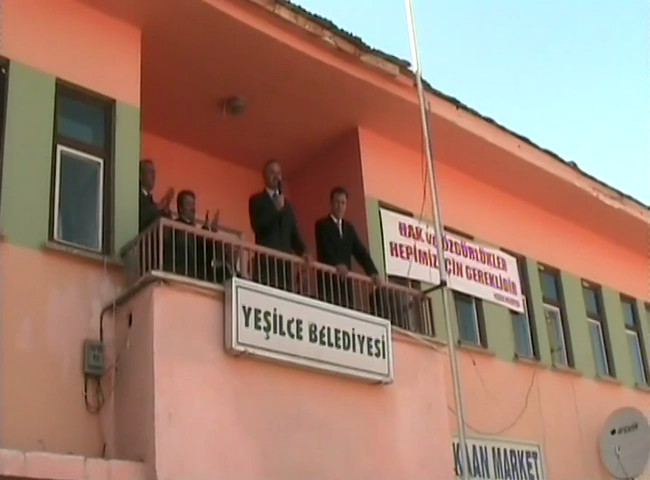 HAK VE ÖZGÜRLÜKLER
HEPİMİZ İÇİN GEREKLİDİR
YEŞİLCE BELEDİYESİ
KAAN MARKET